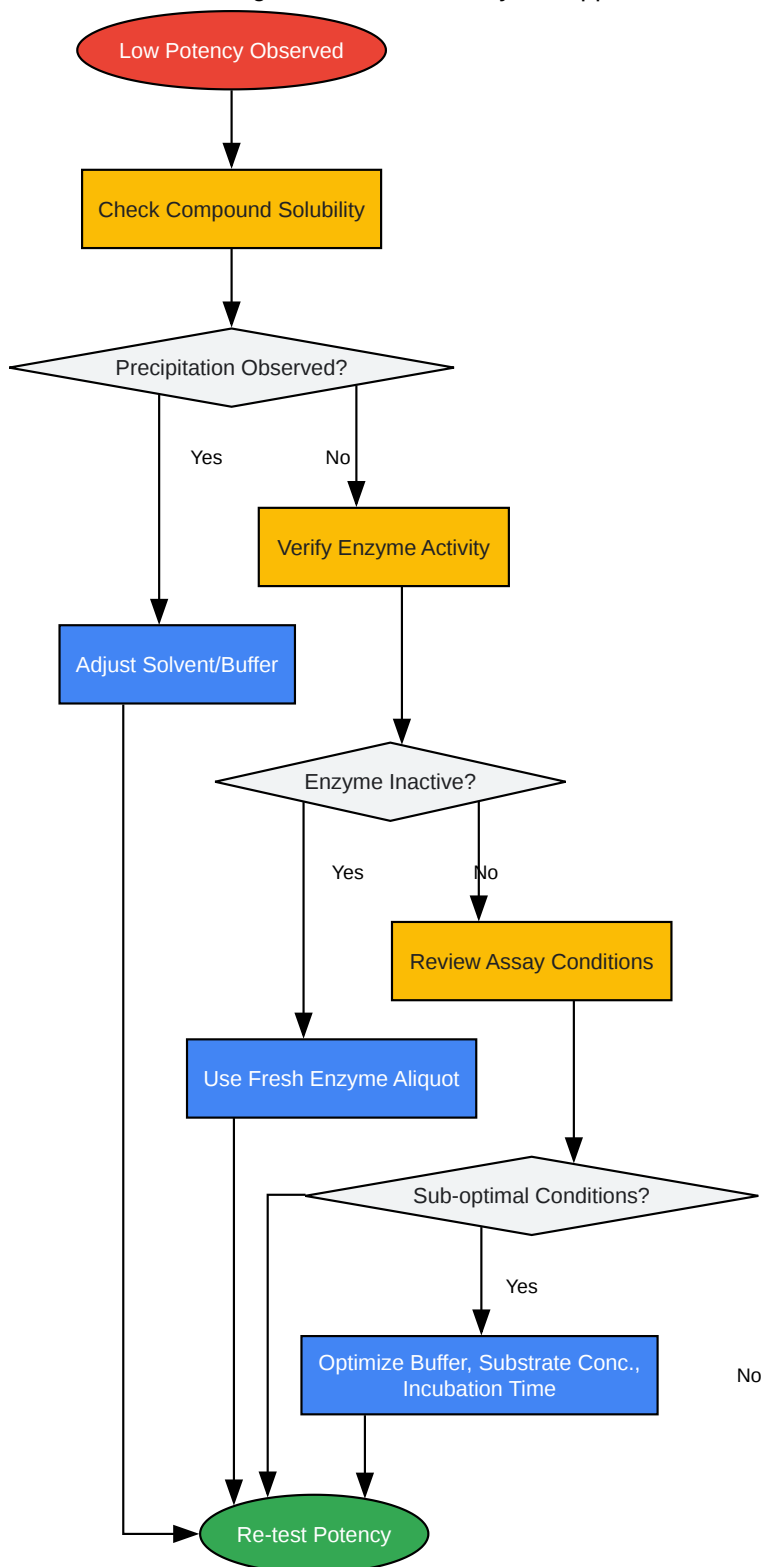 Low Potency Observed
Check Compound Solubility
Precipitation Observed?
Yes
No
Verify Enzyme Activity
Adjust Solvent/Buffer
Enzyme Inactive?
Yes
No
Review Assay Conditions
Use Fresh Enzyme Aliquot
Sub-optimal Conditions?
Yes
Optimize Buffer, Substrate Conc.,
Incubation Time
No
Re-test Potency